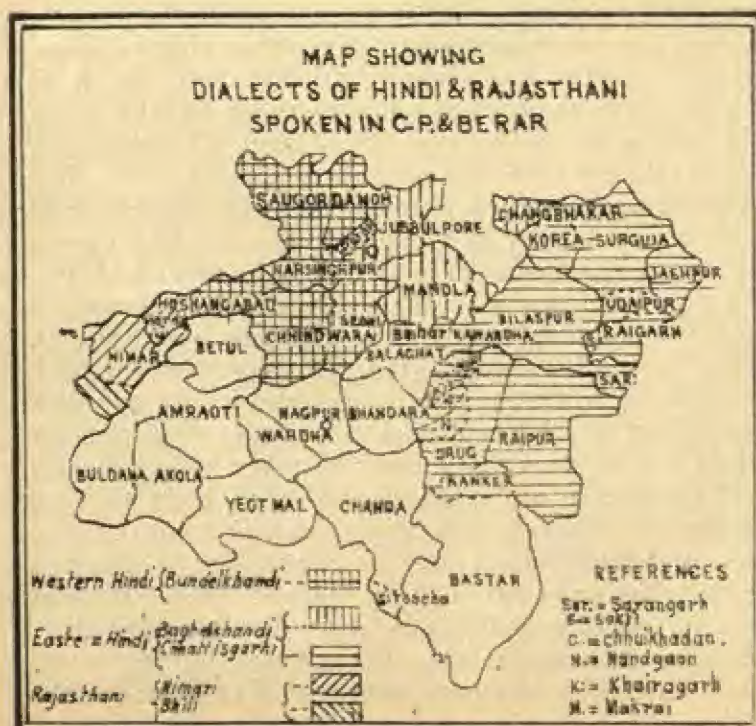 MAP SHOWING
DIALECTS OF HINDI & RAJASTHANI
SPOKEN IN C.P. & BERAR
SAUGOR DAMOH
JUBBULPORE
CHANGBHAKAR
KOREA-SURGUJA
NARSINGHPUR
MANDLA
JASHPUR
HOSHANGABAD
UDAIPUR
CHHINDWARA
SEONI
BILASPUR
RAIGARH
NIMAR
BETUL
Baihar KAWARDHA
BALAGHAT
SAR.
AMRAOTI
NAGPUR
BHANDARA
WARDHA
N.
RAIPUR
DRUG
BULDANA
AKOLA
KANKER
YEOTMAL
CHANDA
BASTAR
Sironcha
Western Hindi {Bundelkhandi
Eastern Hindi {Baghelkhandi
Chhattisgarhi
Rajasthani {Nimari
Bhili
REFERENCES
Sar. = Sarangarh
S. = Sakti
C. = Chhuikhadan.
N. = Nandgaon
K. = Khairagarh
M. = Makrai